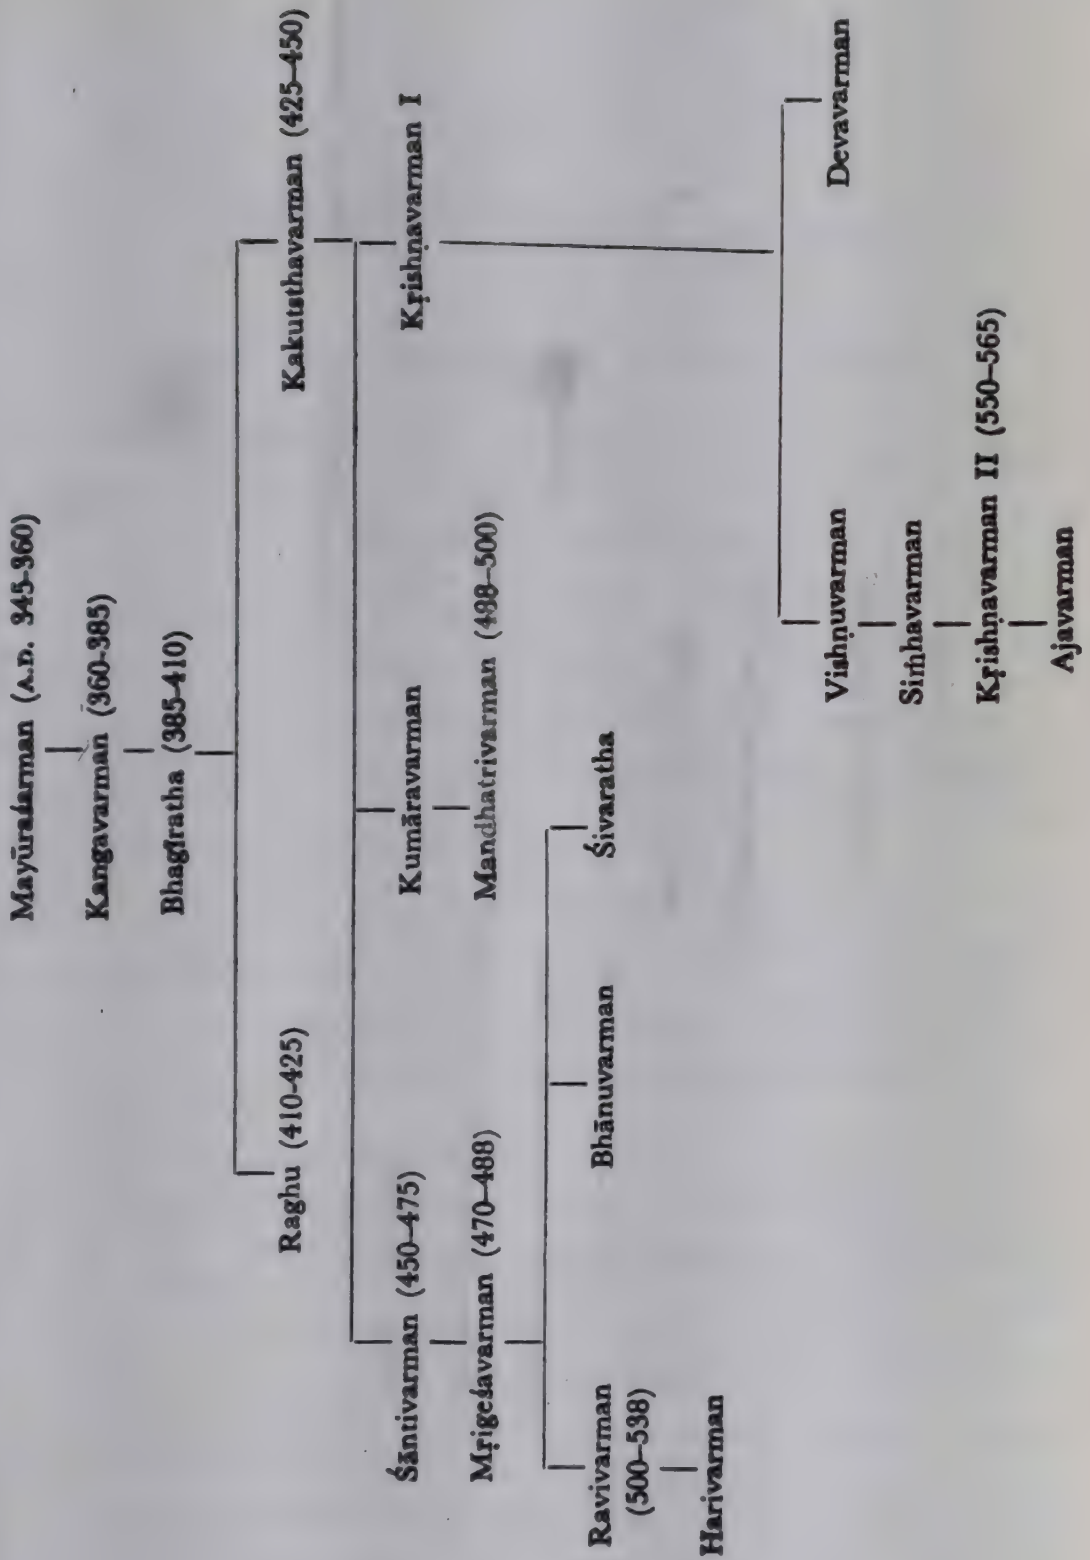 Mayūraśarman (A.D. 345-360)
Kangavarman (360-385)
Bhagīratha (385-410)
Raghu (410-425)
Kakutsthavarman (425-450)
Śāntivarman (450-475)
Kumāravarman
Kṛishṇavarman I
Mṛigeśavarman (470-488)
Mandhatrivarman (488-500)
Ravivarman
(500-538)
Bhānuvarman
Śivaratha
Harivarman
Vishṇuvarman
Devavarman
Siṁhavarman
Kṛishṇavarman II (550-565)
Ajavarman